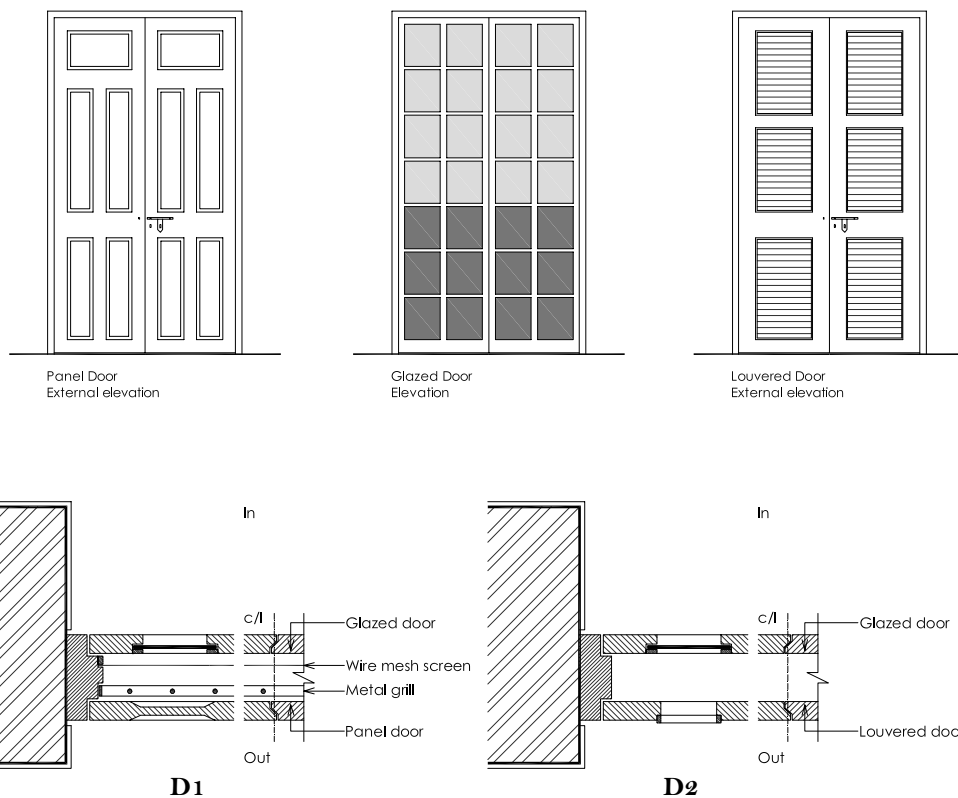 Panel Door
External elevation
Glazed Door
Elevation
Louvered Door
External elevation
In
c/l
Glazed door
Wire mesh screen
Metal grill
Panel door
Out
D1
In
c/l
Glazed door
Louvered doo
Out
D2